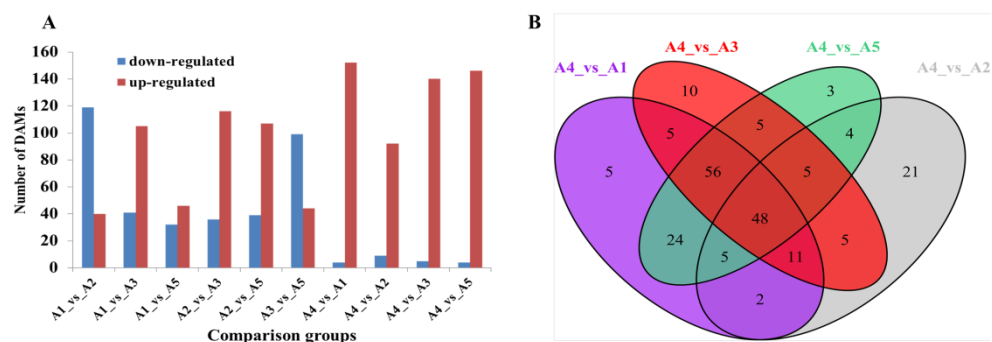 A
160
140
120
100
80
60
40
20
0
Number of DAMs
down-regulated
up-regulated
A1_vs_A2
A1_vs_A3
A1_vs_A5
A2_vs_A3
A2_vs_A5
A3_vs_A5
A4_vs_A1
A4_vs_A2
A4_vs_A3
A4_vs_A5
Comparison groups
B
A4_vs_A3
A4_vs_A5
A4_vs_A1
A4_vs_A2
10
3
5
5
4
5
56
5
21
48
24
5
11
5
2